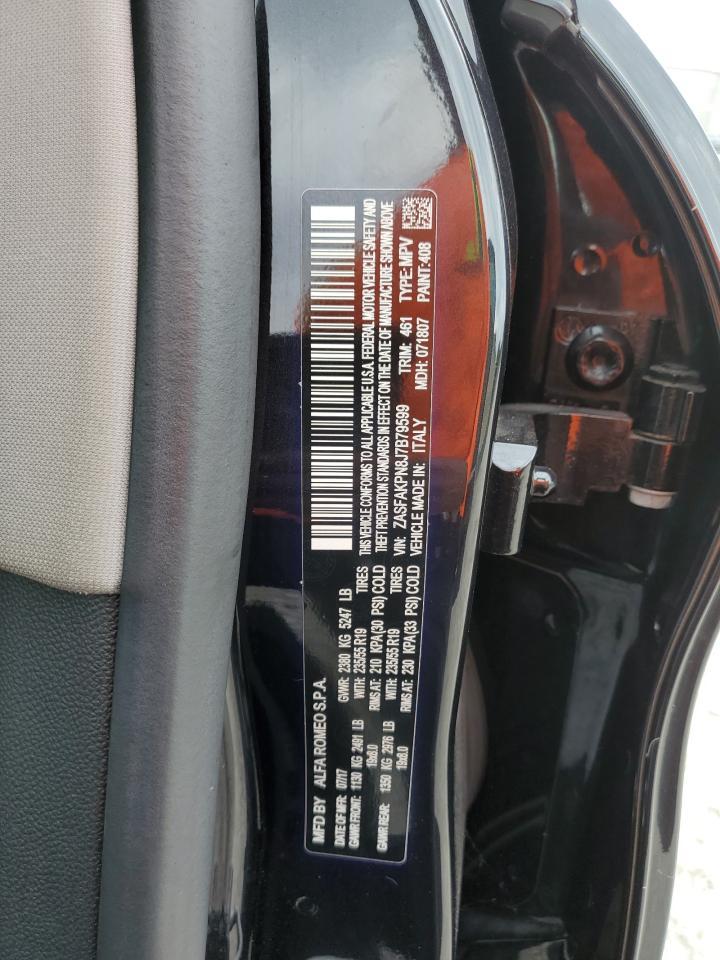 MFD BY ALFA ROMEO S.P.A.
DATE OF MFR: 07/17 GVWR: 2380 KG 5247 LB
GAWR FRONT: 1130 KG 2491 LB WITH: 235/55 R19 TIRES
19x8.0 RIMS AT: 210 KPA(30 PSI) COLD
GAWR REAR: 1350 KG 2976 LB WITH: 235/55 R19 TIRES
19x8.0 RIMS AT: 230 KPA(33 PSI) COLD
THIS VEHICLE CONFORMS TO ALL APPLICABLE U.S.A. FEDERAL MOTOR VEHICLE SAFETY AND
THEFT PREVENTION STANDARDS IN EFFECT ON THE DATE OF MANUFACTURE SHOWN ABOVE
VIN: ZASFAKPN8J7B79599 TRIM: 461 TYPE:MPV
VEHICLE MADE IN: ITALY MDH: 071807 PAINT:408